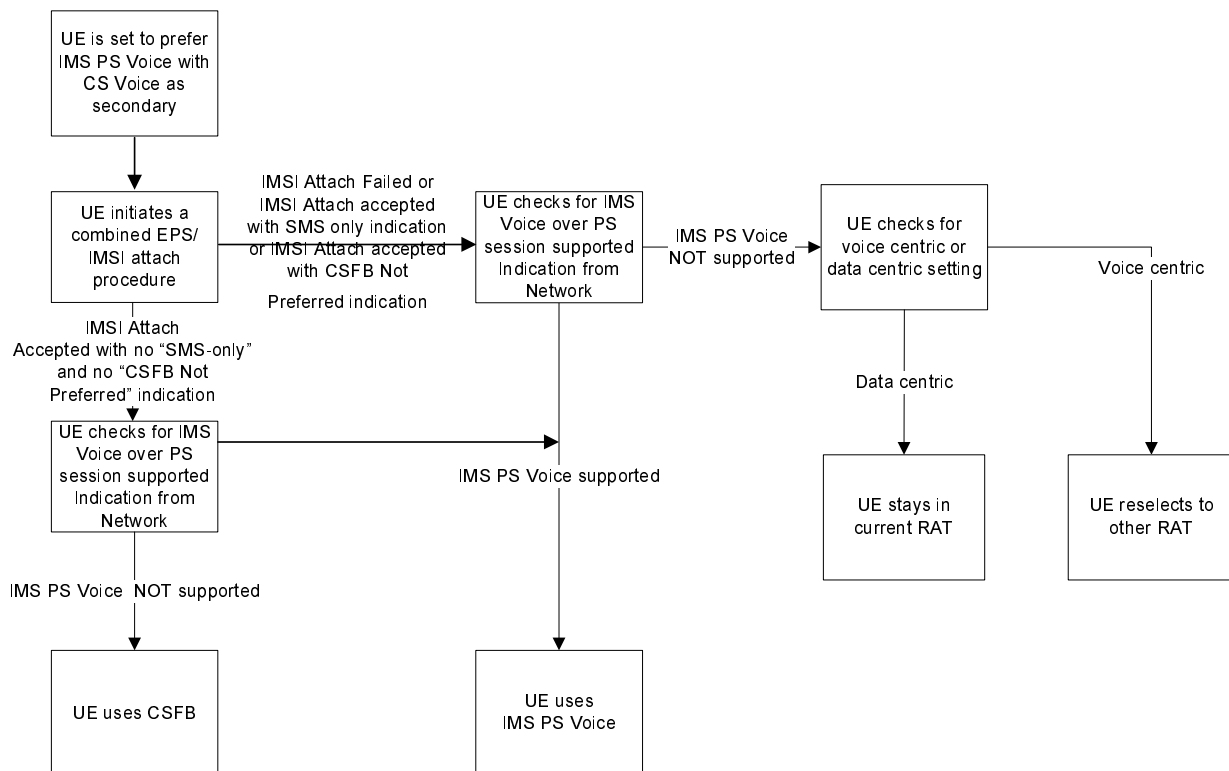 UE is set to prefer
IMS PS Voice with
CS Voice as
secondary
UE initiates a
combined EPS/
IMSI attach
procedure
IMSI Attach Failed or
IMSI Attach accepted
with SMS only indication
or IMSI Attach accepted
with CSFB Not
Preferred indication
UE checks for IMS
Voice over PS
session supported
Indication from
Network
IMS PS Voice
NOT supported
UE checks for
voice centric or
data centric setting
Voice centric
IMSI Attach
Accepted with no “SMS-only”
and no “CSFB Not
Preferred” indication
Data centric
UE checks for IMS
Voice over PS
session supported
Indication from
Network
IMS PS Voice supported
UE stays in
current RAT
UE reselects to
other RAT
IMS PS Voice NOT supported
UE uses CSFB
UE uses
IMS PS Voice